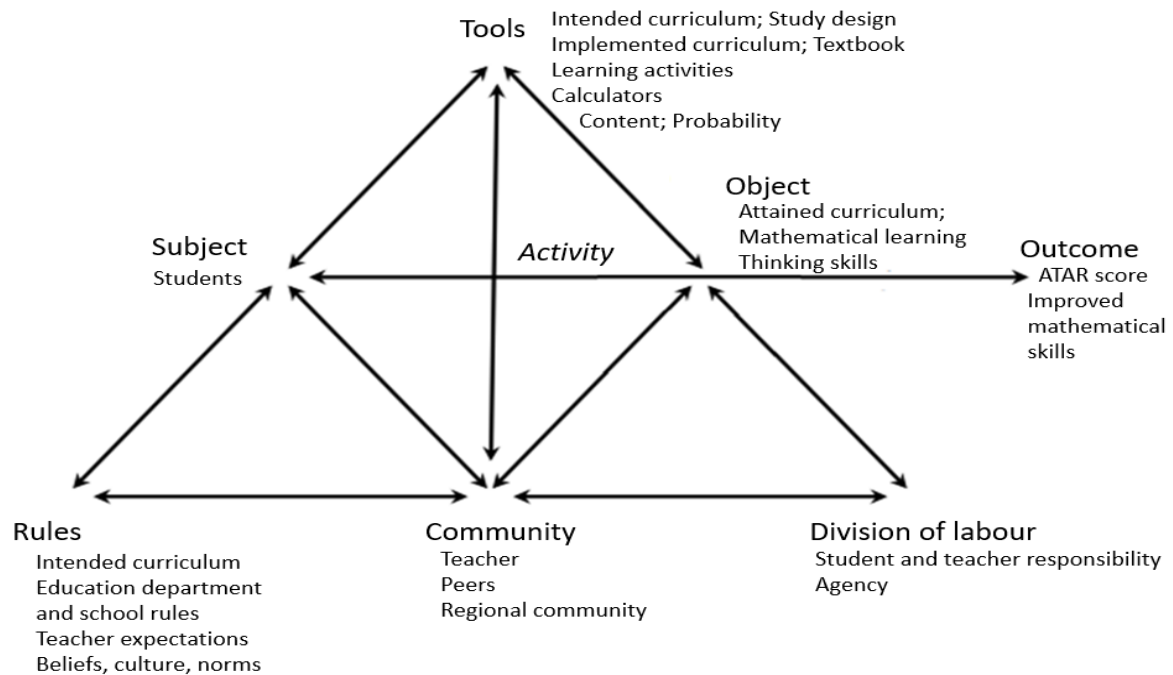 Tools
Intended curriculum; Study design
Implemented curriculum; Textbook
Learning activities
Calculators
Content; Probability
Object
Attained curriculum;
Mathematical learning
Thinking skills
Subject
Students
Activity
Outcome
ATAR score
Improved
mathematical
skills
Rules
Intended curriculum
Education department
and school rules
Teacher expectations
Beliefs, culture, norms
Community
Teacher
Peers
Regional community
Division of labour
Student and teacher responsibility
Agency